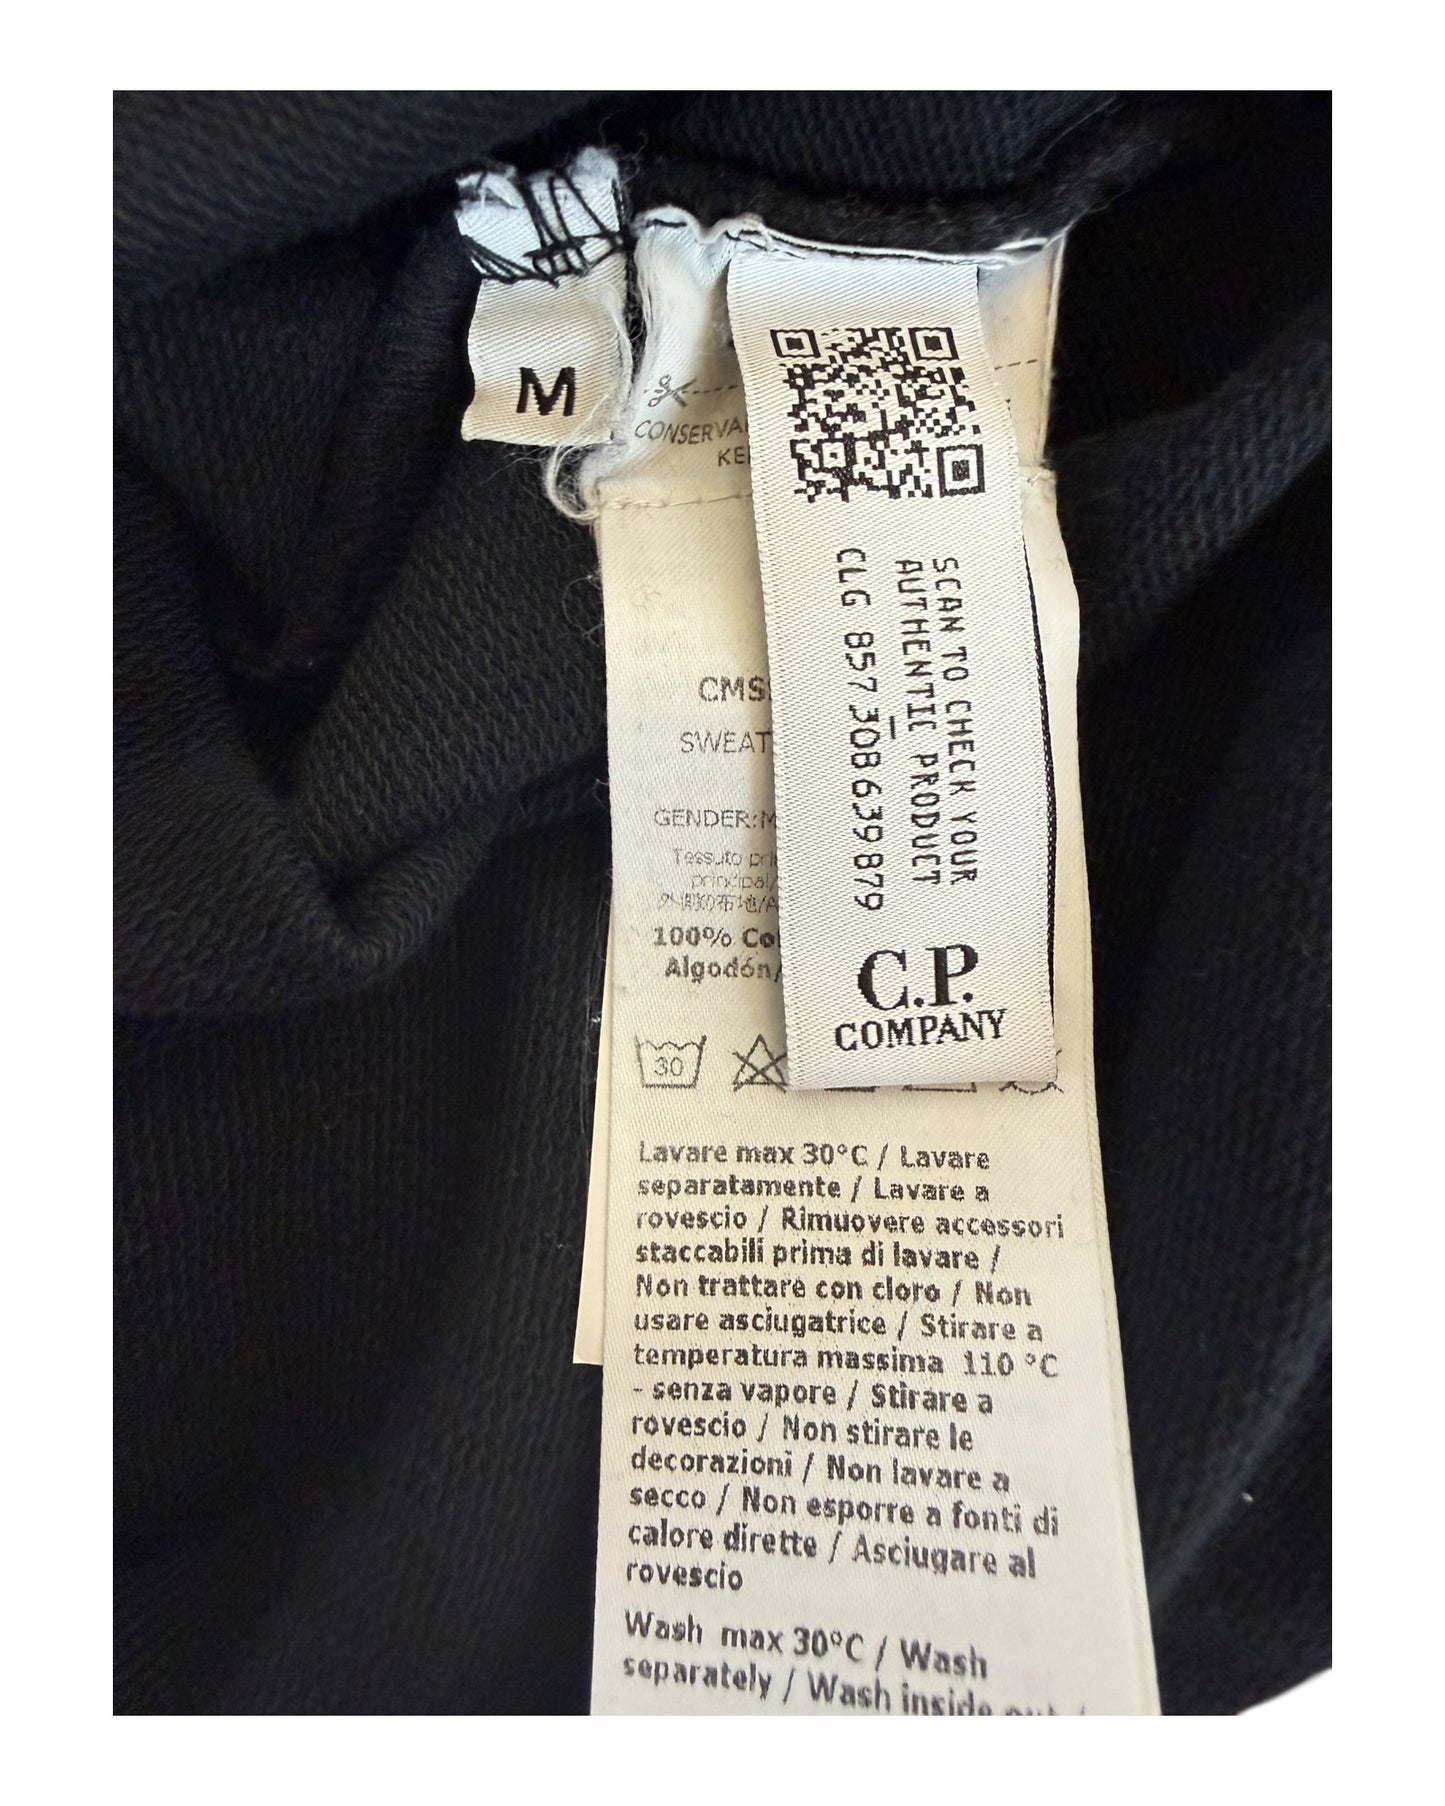 M
CONSERVA
KE
SCAN TO CHECK YOUR
AUTHENTIC PRODUCT
CLG 857 308 639 879
C.P.
COMPANY
CMS
SWEAT
GENDER:M
Tessuto pri
principal/
100% Co
Algodón/
30
Lavare max 30°C / Lavare
separatamente / Lavare a
rovescio / Rimuovere accessori
staccabili prima di lavare /
Non trattare con cloro / Non
usare asciugatrice / Stirare a
temperatura massima 110 °C
- senza vapore / Stirare a
rovescio / Non stirare le
decorazioni / Non lavare a
secco / Non esporre a fonti di
calore dirette / Asciugare al
rovescio
Wash max 30°C / Wash
separately / Wash inside out /